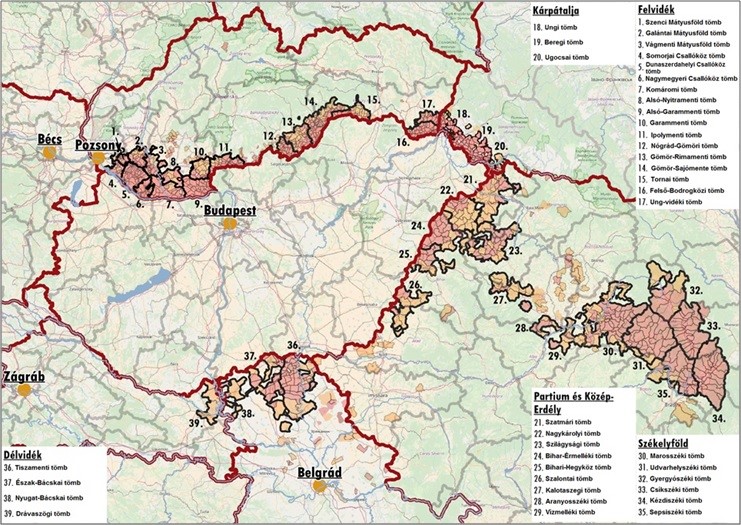 Kárpátalja
18. Ungi tömb
19. Beregi tömb
20. Ugocsai tömb
Felvidék
1. Szenci Mátyusföld tömb
2. Galántai Mátyusföld tömb
3. Vágmenti Mátyusföld tömb
4. Somorjai Csallóköz tömb
5. Dunaszerdahelyi Csallóköz
tömb
6. Nagymegyeri Csallóköz tömb
7. Komáromi tömb
8. Alsó-Nyitramenti tömb
9. Alsó-Garammenti tömb
10. Garammenti tömb
11. Ipolymenti tömb
12. Nógrád-Gömöri tömb
13. Gömör-Rimamenti tömb
14. Gömör-Sajómente tömb
15. Tornai tömb
16. Felső-Bodrogközi tömb
17. Ung-vidéki tömb
Bécs
Pozsony
Budapest
Zágráb
Belgrád
1.
2.
3.
4.
5.
6.
7.
8.
9.
10.
11.
12.
13.
14.
15.
16.
17.
18.
19.
20.
21.
22.
23.
24.
25.
26.
27.
28.
29.
30.
31.
32.
33.
34.
35.
36.
37.
38.
39.
Délvidék
36. Tiszamenti tömb
37. Észak-Bácskai tömb
38. Nyugat-Bácskai tömb
39. Drávaszögi tömb
Partium és Közép-
Erdély
21. Szatmári tömb
22. Nagykárolyi tömb
23. Szilágysági tömb
24. Bihar-Érmelléki tömb
25. Bihari-Hegyköz tömb
26. Szalontai tömb
27. Kalotaszegi tömb
28. Aranyosszéki tömb
29. Vízmelléki tömb
Székelyföld
30. Marosszéki tömb
31. Udvarhelyszéki tömb
32. Gyergyószéki tömb
33. Csíkszéki tömb
34. Kézdiszéki tömb
35. Sepsiszéki tömb